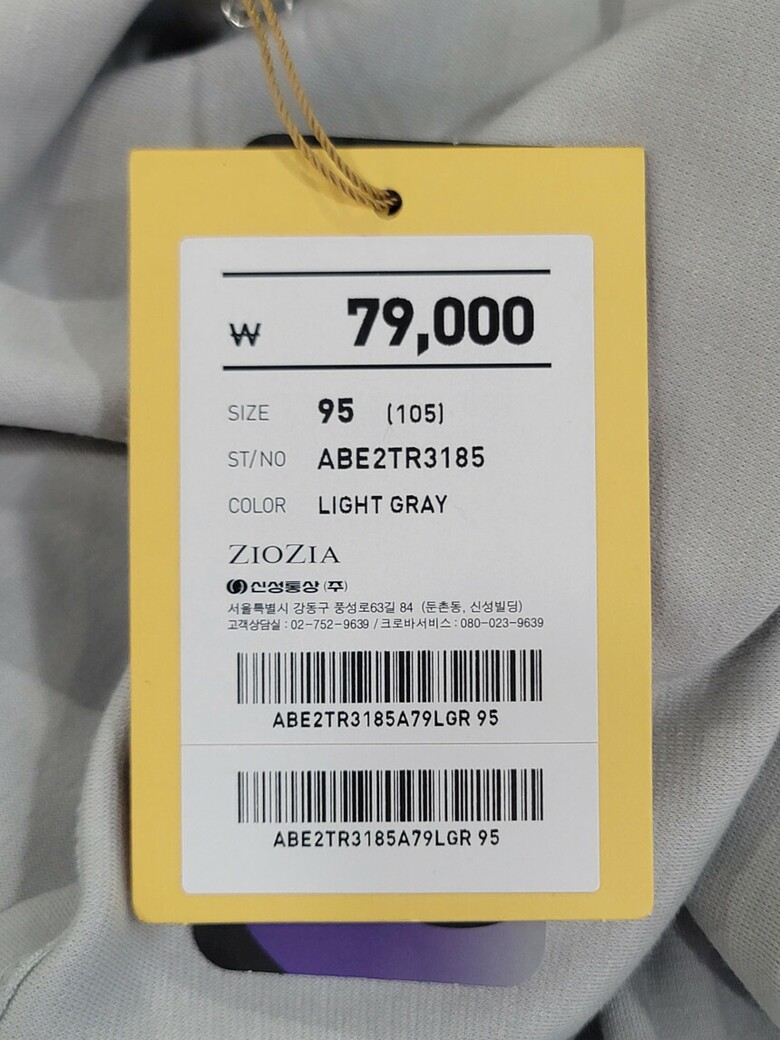 ₩ 79,000
SIZE 95 (105)
ST/NO ABE2TR3185
COLOR LIGHT GRAY
ZIOZIA
신성통상 (주)
서울특별시 강동구 풍성로63길 84 (둔촌동, 신성빌딩)
고객상담실 : 02-752-9639 / 크로바서비스 : 080-023-9639
ABE2TR3185A79LGR 95
ABE2TR3185A79LGR 95